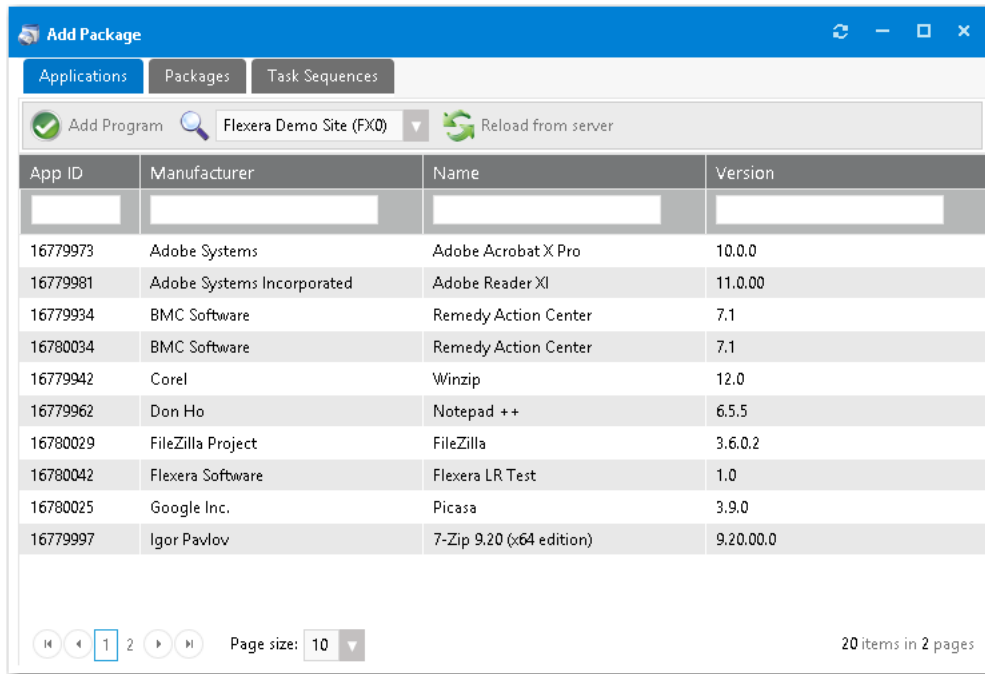 Add Package
Applications Packages Task Sequences
Add Program Flexera Demo Site (FX0) Reload from server
App ID Manufacturer Name Version
16779973 Adobe Systems Adobe Acrobat X Pro 10.0.0
16779981 Adobe Systems Incorporated Adobe Reader XI 11.0.00
16779934 BMC Software Remedy Action Center 7.1
16780034 BMC Software Remedy Action Center 7.1
16779942 Corel Winzip 12.0
16779962 Don Ho Notepad ++ 6.5.5
16780029 FileZilla Project FileZilla 3.6.0.2
16780042 Flexera Software Flexera LR Test 1.0
16780025 Google Inc. Picasa 3.9.0
16779997 Igor Pavlov 7-Zip 9.20 (x64 edition) 9.20.00.0
1 2 Page size: 10 20 items in 2 pages